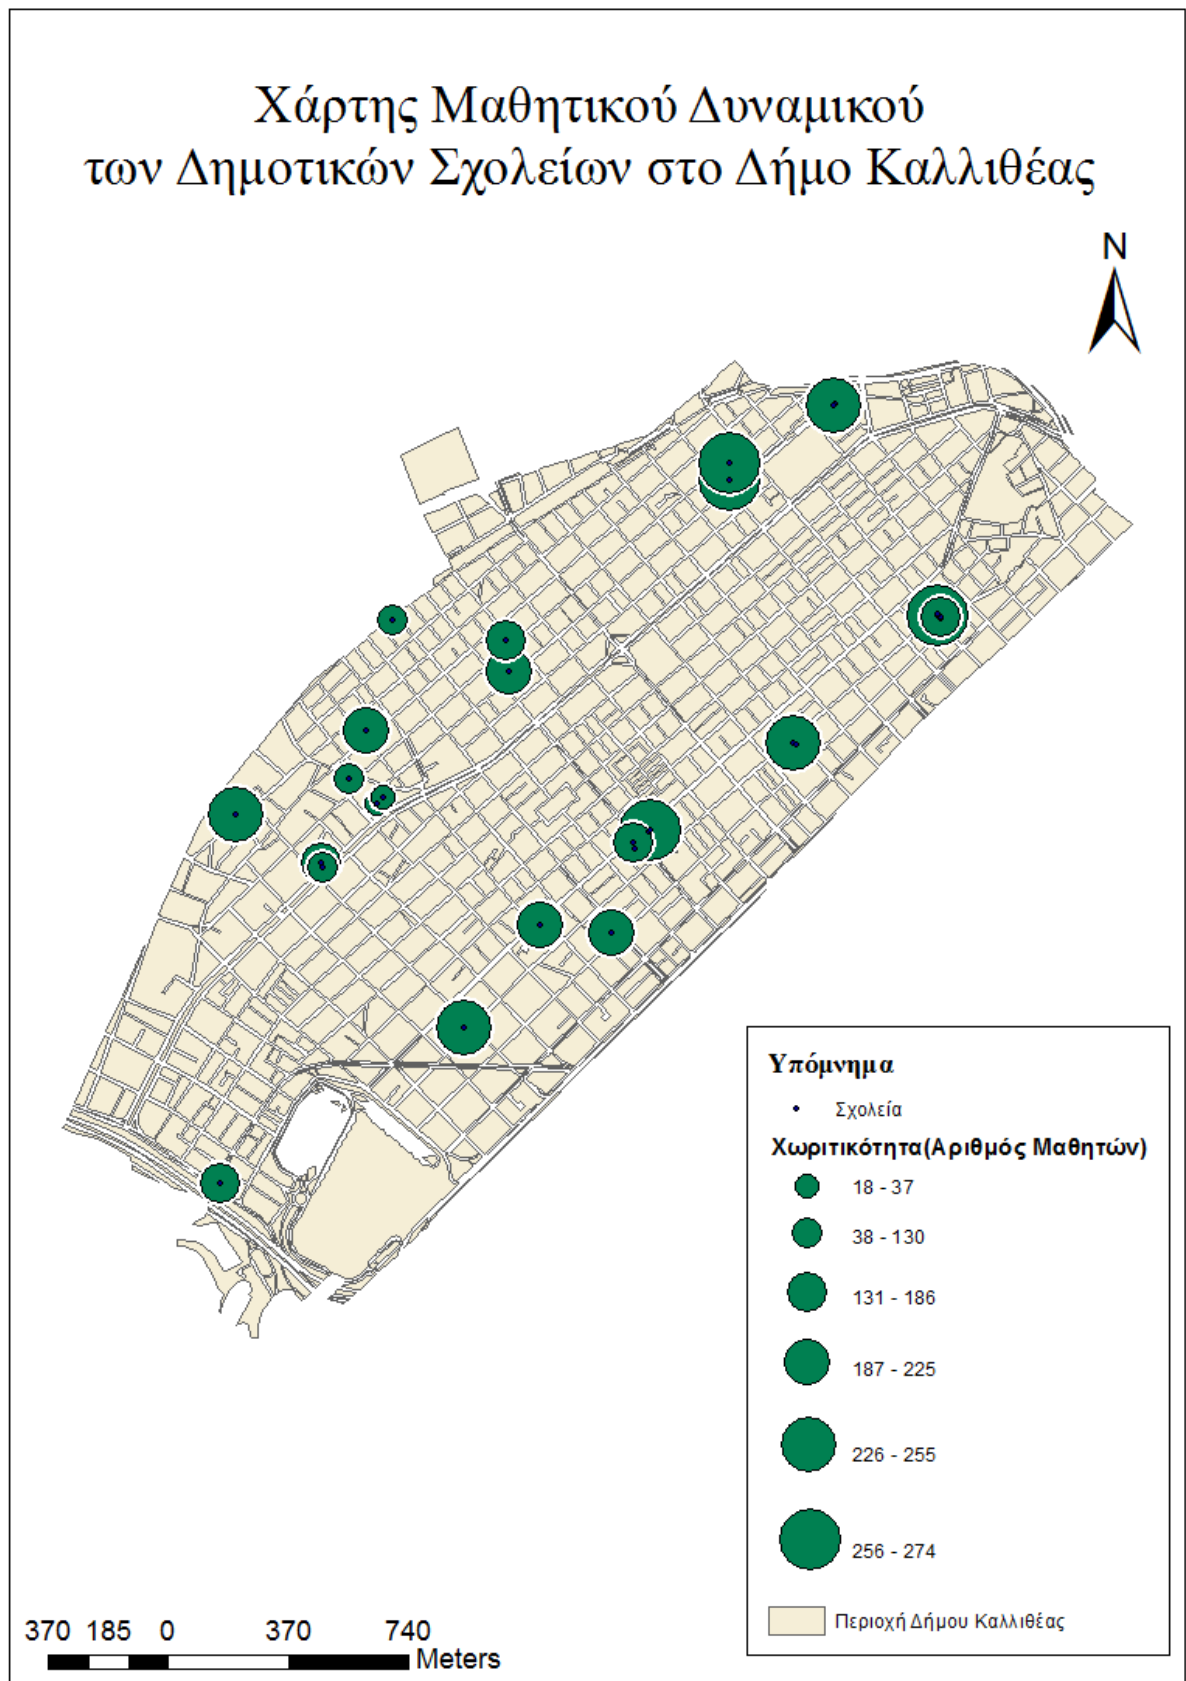 Χάρτης Μαθητικού Δυναμικού
των Δημοτικών Σχολείων στο Δήμο Καλλιθέας
N
Υπόμνημα
Σχολεία
Χωριτικότητα(Αριθμός Μαθητών)
18 - 37
38 - 130
131 - 186
187 - 225
226 - 255
256 - 274
Περιοχή Δήμου Καλλιθέας
370 185 0 370 740
Meters